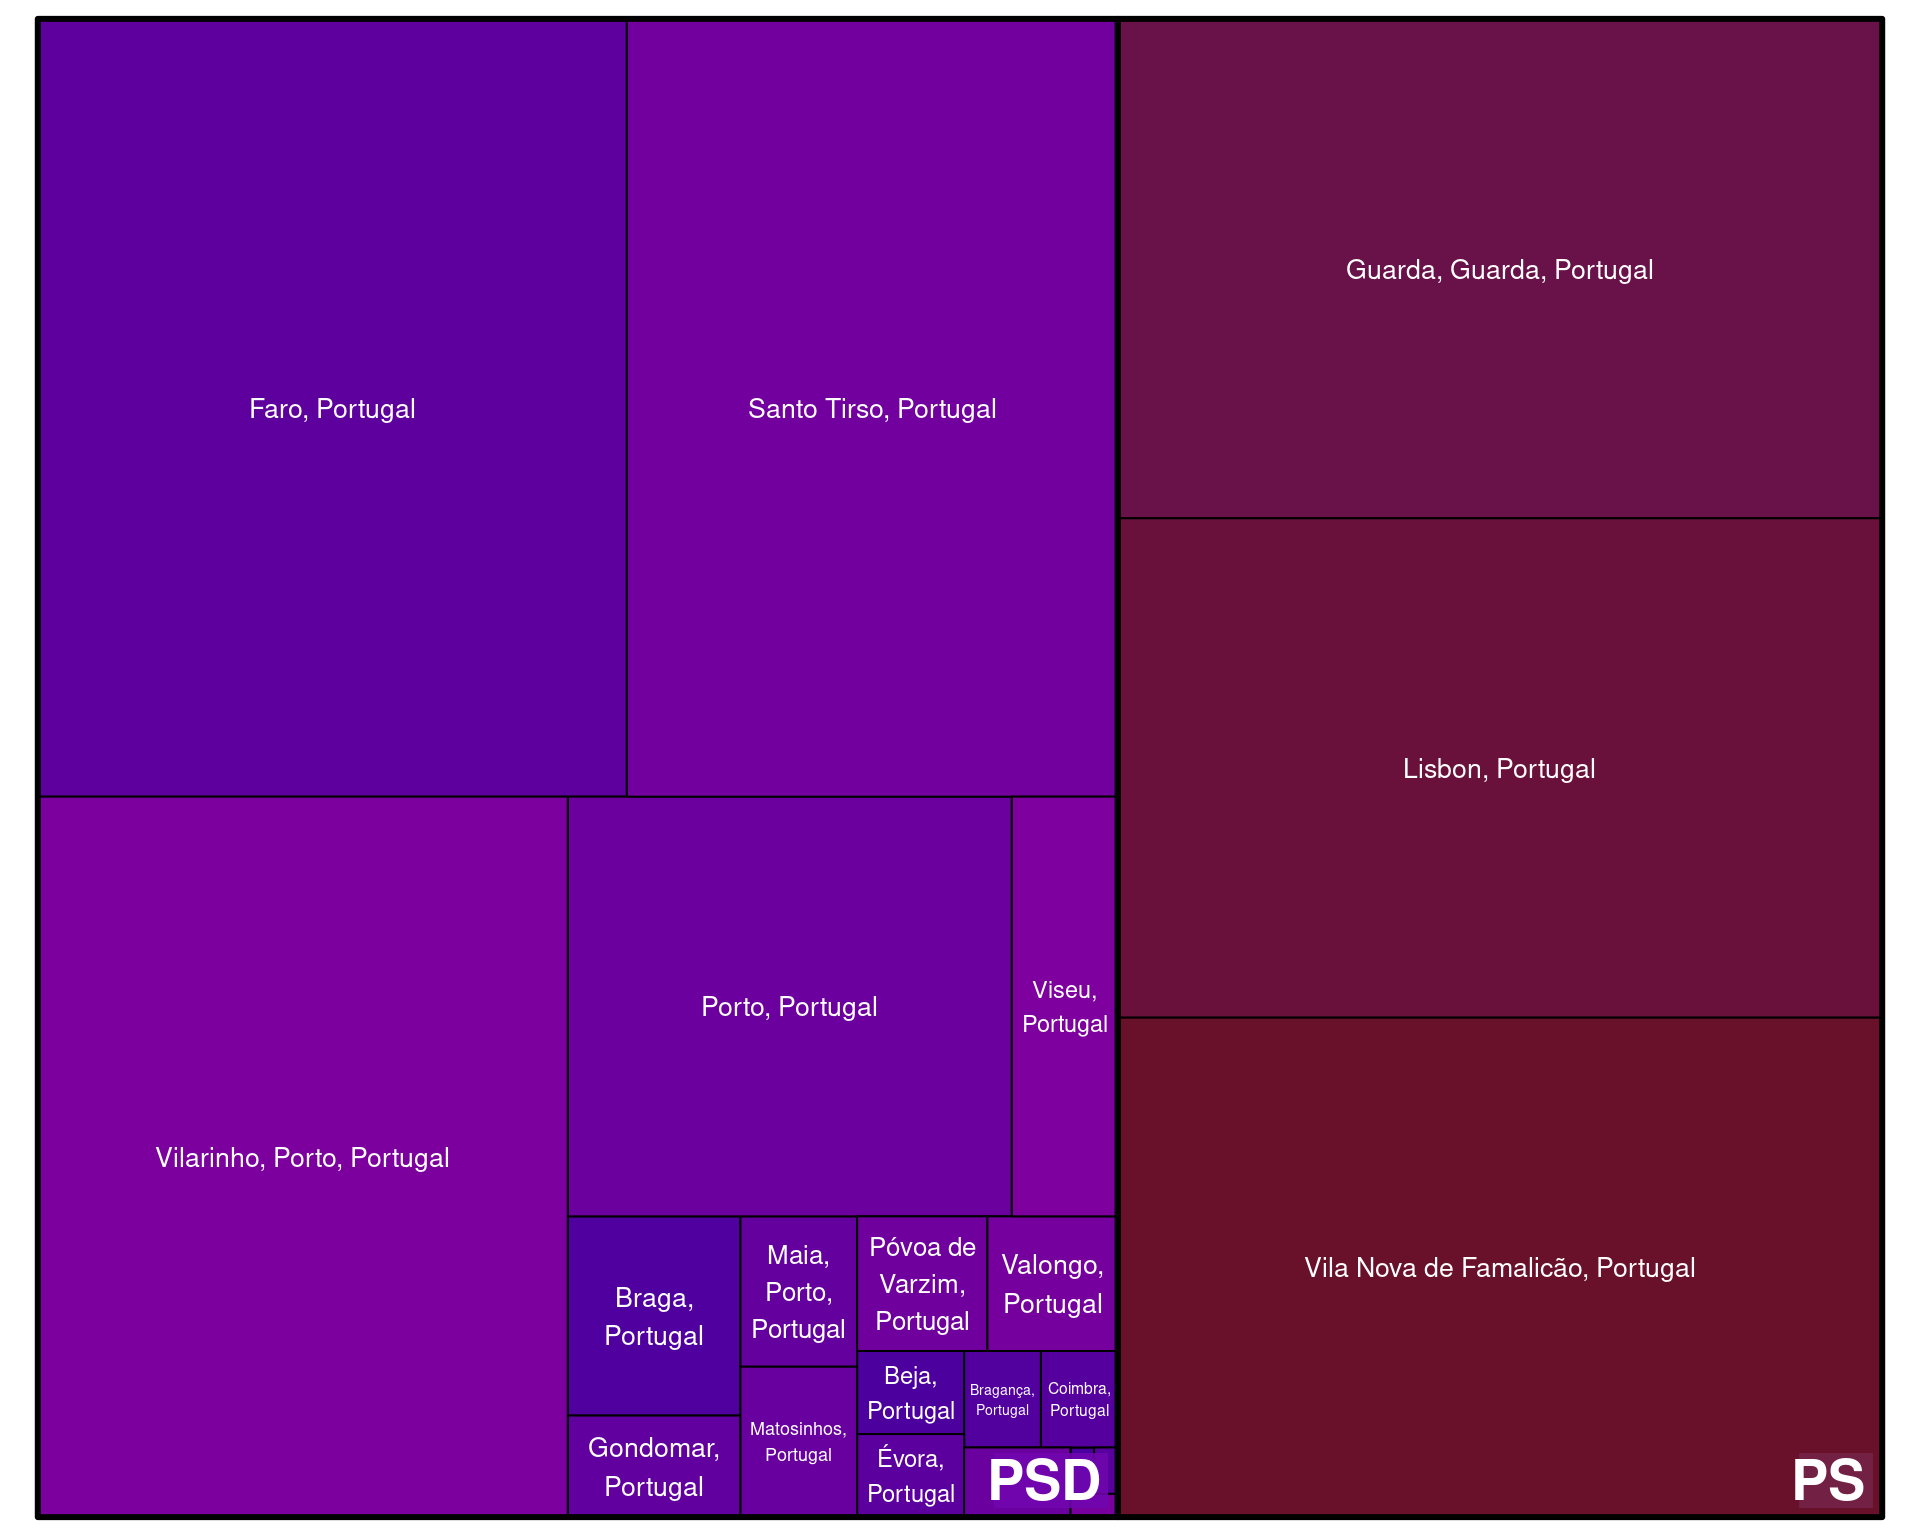 Faro, Portugal
Santo Tirso, Portugal
Guarda, Guarda, Portugal
Lisbon, Portugal
Vilarinho, Porto, Portugal
Porto, Portugal
Viseu,
Portugal
Vila Nova de Famalicão, Portugal
Braga,
Portugal
Maia,
Porto,
Portugal
Póvoa de
Varzim,
Portugal
Valongo,
Portugal
Gondomar,
Portugal
Matosinhos,
Portugal
Beja,
Portugal
Bragança,
Portugal
Coimbra,
Portugal
Évora,
Portugal
PSD
PS